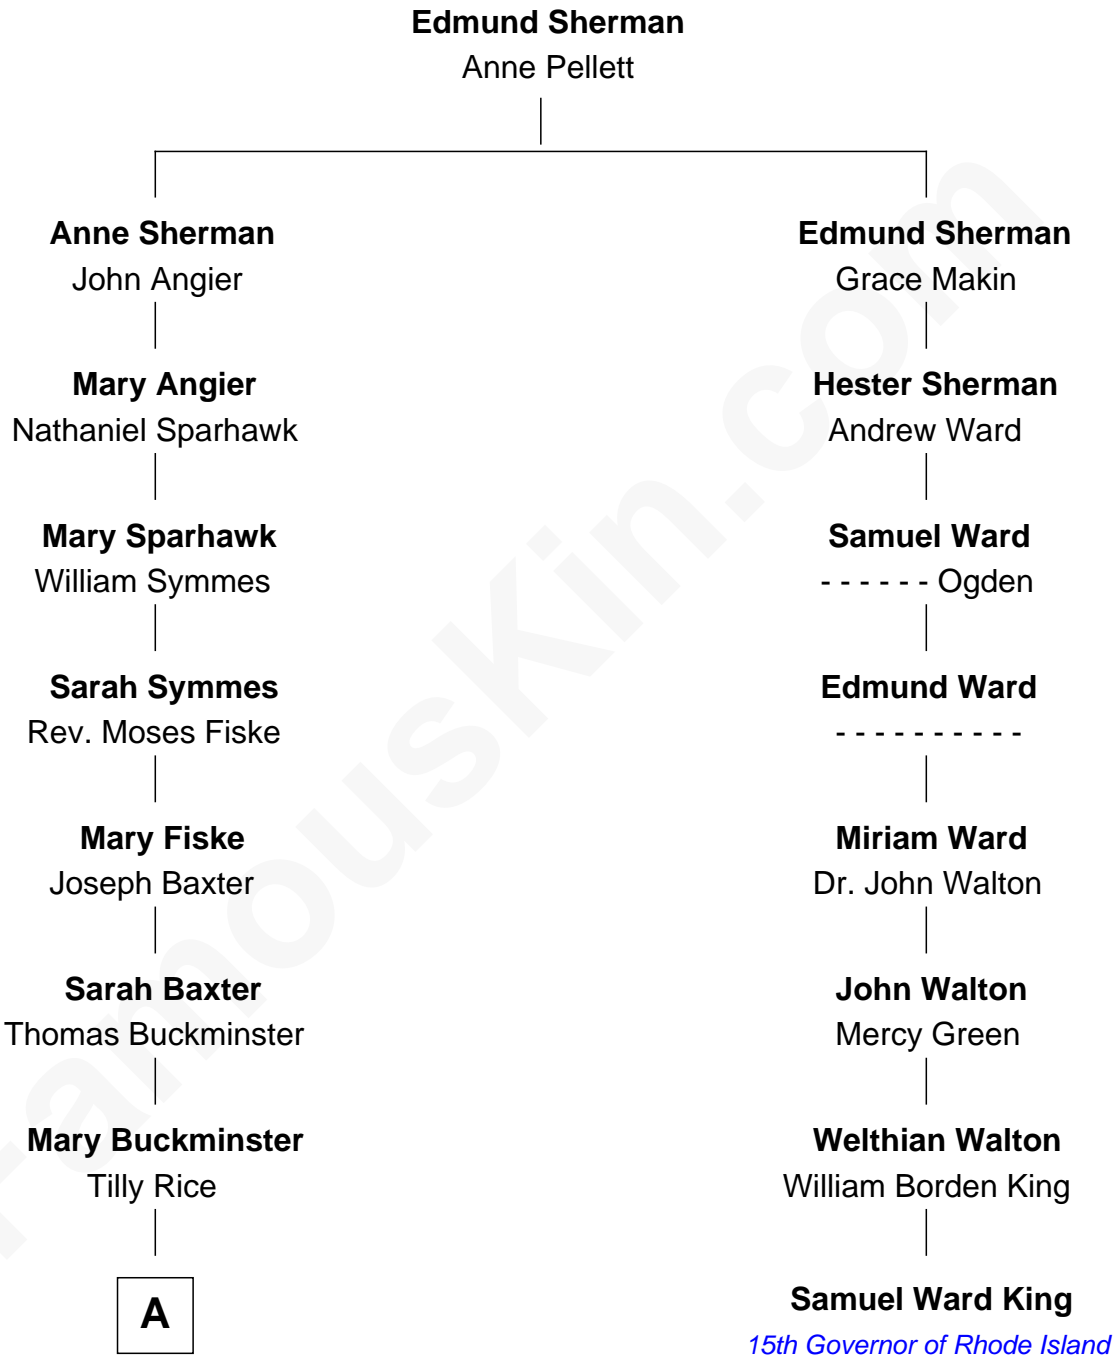 Edmund Sherman
Anne Pellett
Anne Sherman
John Angier
Edmund Sherman
Grace Makin
Mary Angier
Nathaniel Sparhawk
Hester Sherman
Andrew Ward
Mary Sparhawk
William Symmes
Samuel Ward
- - - - - - Ogden
Sarah Symmes
Rev. Moses Fiske
Edmund Ward
- - - - - - - - - -
Mary Fiske
Joseph Baxter
Miriam Ward
Dr. John Walton
Sarah Baxter
Thomas Buckminster
John Walton
Mercy Green
Mary Buckminster
Tilly Rice
Welthian Walton
William Borden King
A
Samuel Ward King
15th Governor of Rhode Island
FamousKin.com